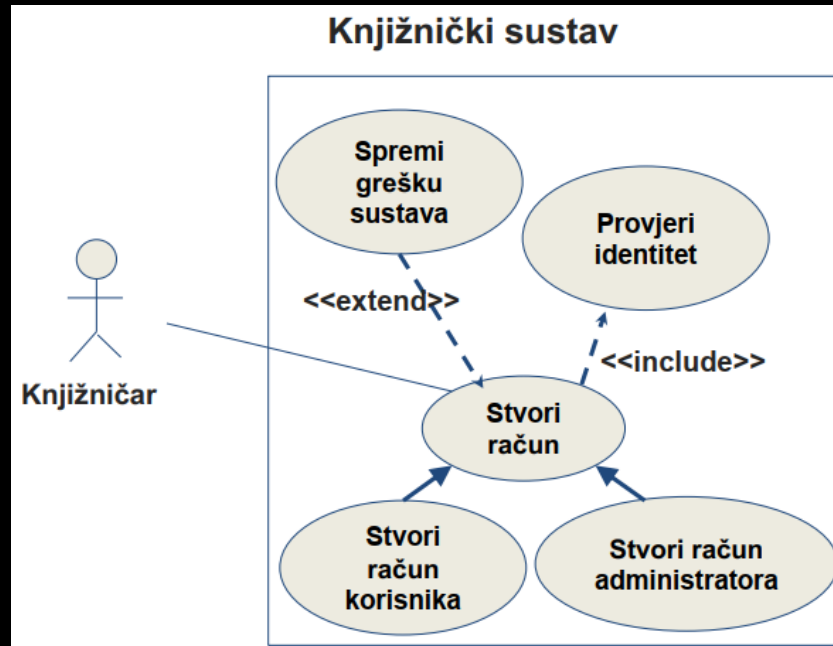 Knjižnički sustav
Spremi
grešku
sustava
Provjeri
identitet
<<extend>>
<<include>>
Knjižničar
Stvori
račun
Stvori
račun
korisnika
Stvori račun
administratora